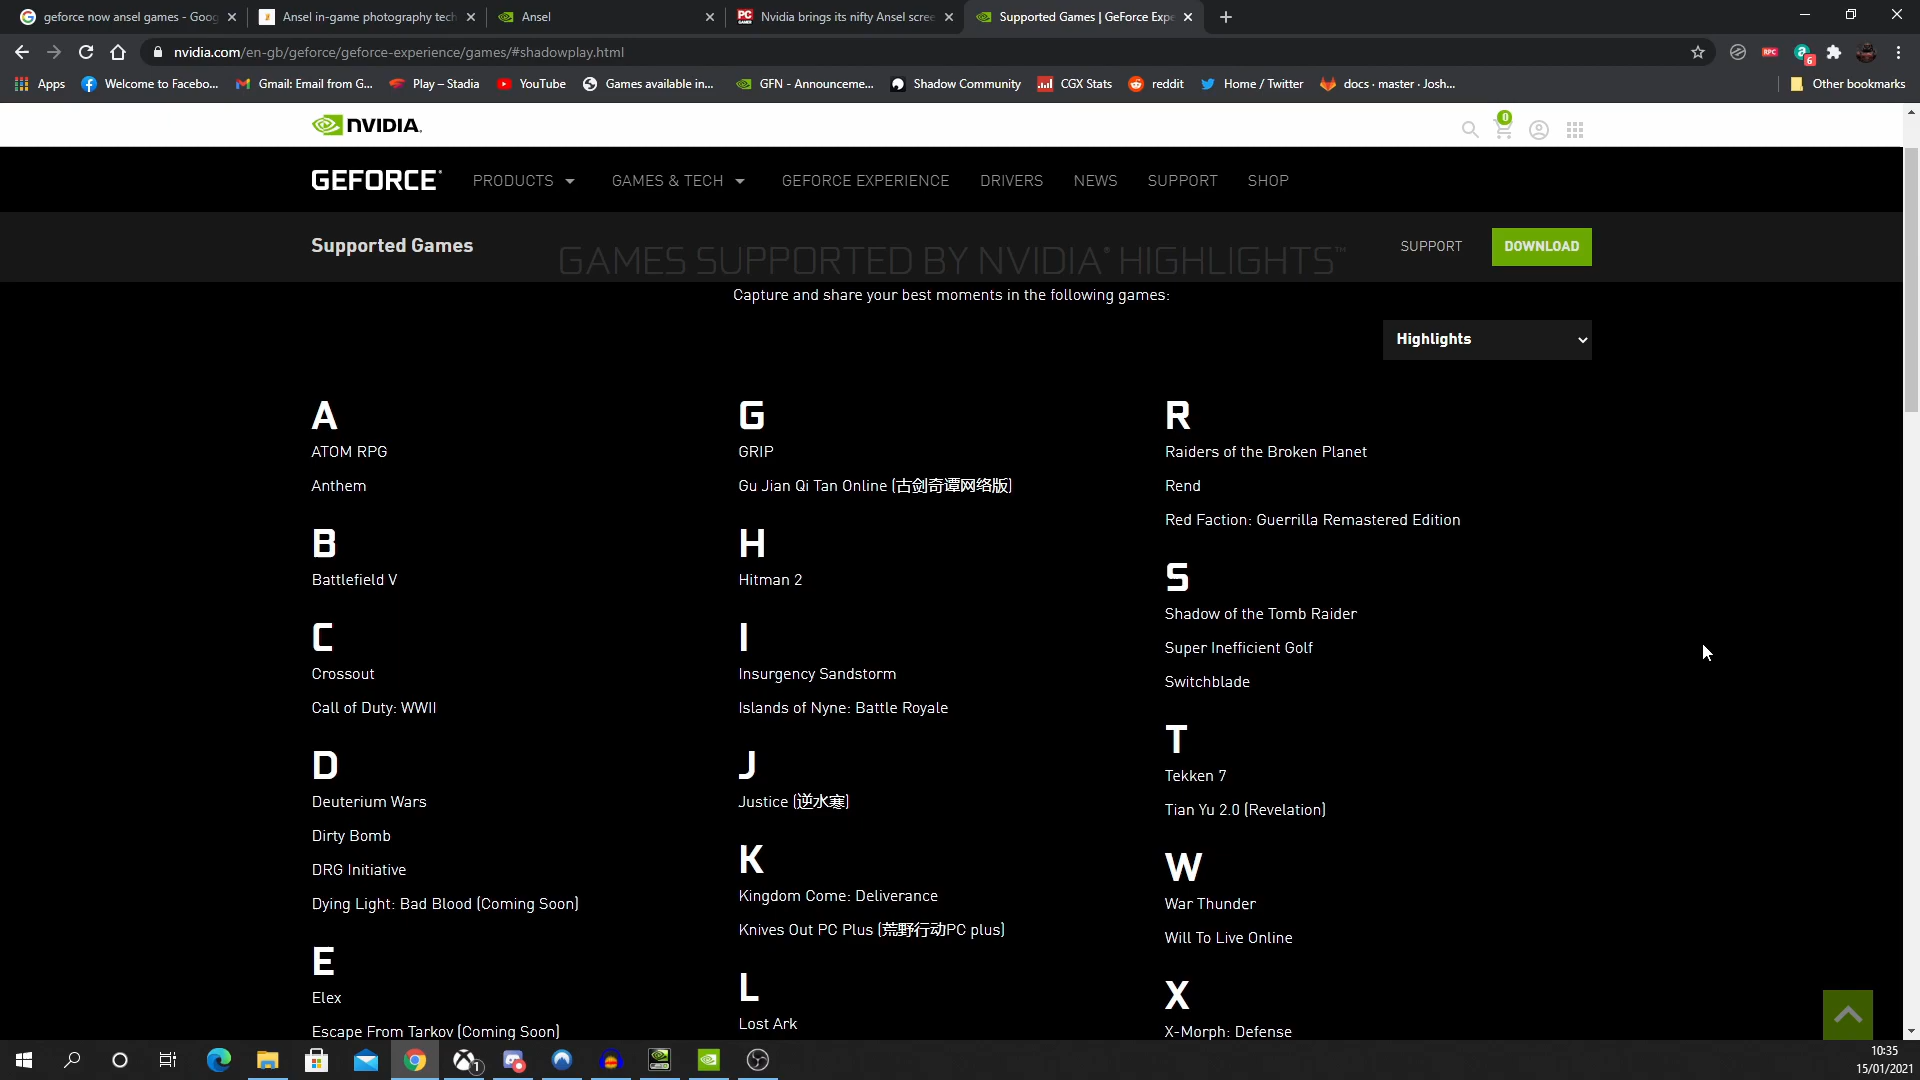 geforce now ansel games - Goog
Ansel in-game photography tech
Ansel
Nvidia brings its nifty Ansel scree
Supported Games | GeForce Expe
nvidia.com/en-gb/geforce/geforce-experience/games/#shadowplay.html
RPC
6
Apps
Welcome to Facebo...
Gmail: Email from G...
Play – Stadia
YouTube
Games available in...
GFN - Announceme...
Shadow Community
CGX Stats
reddit
Home / Twitter
docs · master · Josh...
Other bookmarks
NVIDIA.
0
GEFORCE
PRODUCTS
GAMES & TECH
GEFORCE EXPERIENCE
DRIVERS
NEWS
SUPPORT
SHOP
Supported Games
GAMES SUPPORTED BY NVIDIA® HIGHLIGHTS™
SUPPORT
DOWNLOAD
Capture and share your best moments in the following games:
Highlights
A
ATOM RPG
Anthem
B
Battlefield V
C
Crossout
Call of Duty: WWII
D
Deuterium Wars
Dirty Bomb
DRG Initiative
Dying Light: Bad Blood (Coming Soon)
E
Elex
Escape From Tarkov (Coming Soon)
G
GRIP
Gu Jian Qi Tan Online (古剑奇谭网络版)
H
Hitman 2
I
Insurgency Sandstorm
Islands of Nyne: Battle Royale
J
Justice (逆水寒)
K
Kingdom Come: Deliverance
Knives Out PC Plus (荒野行动PC plus)
L
Lost Ark
R
Raiders of the Broken Planet
Rend
Red Faction: Guerrilla Remastered Edition
S
Shadow of the Tomb Raider
Super Inefficient Golf
Switchblade
T
Tekken 7
Tian Yu 2.0 (Revelation)
W
War Thunder
Will To Live Online
X
X-Morph: Defense
1
10:35
15/01/2021